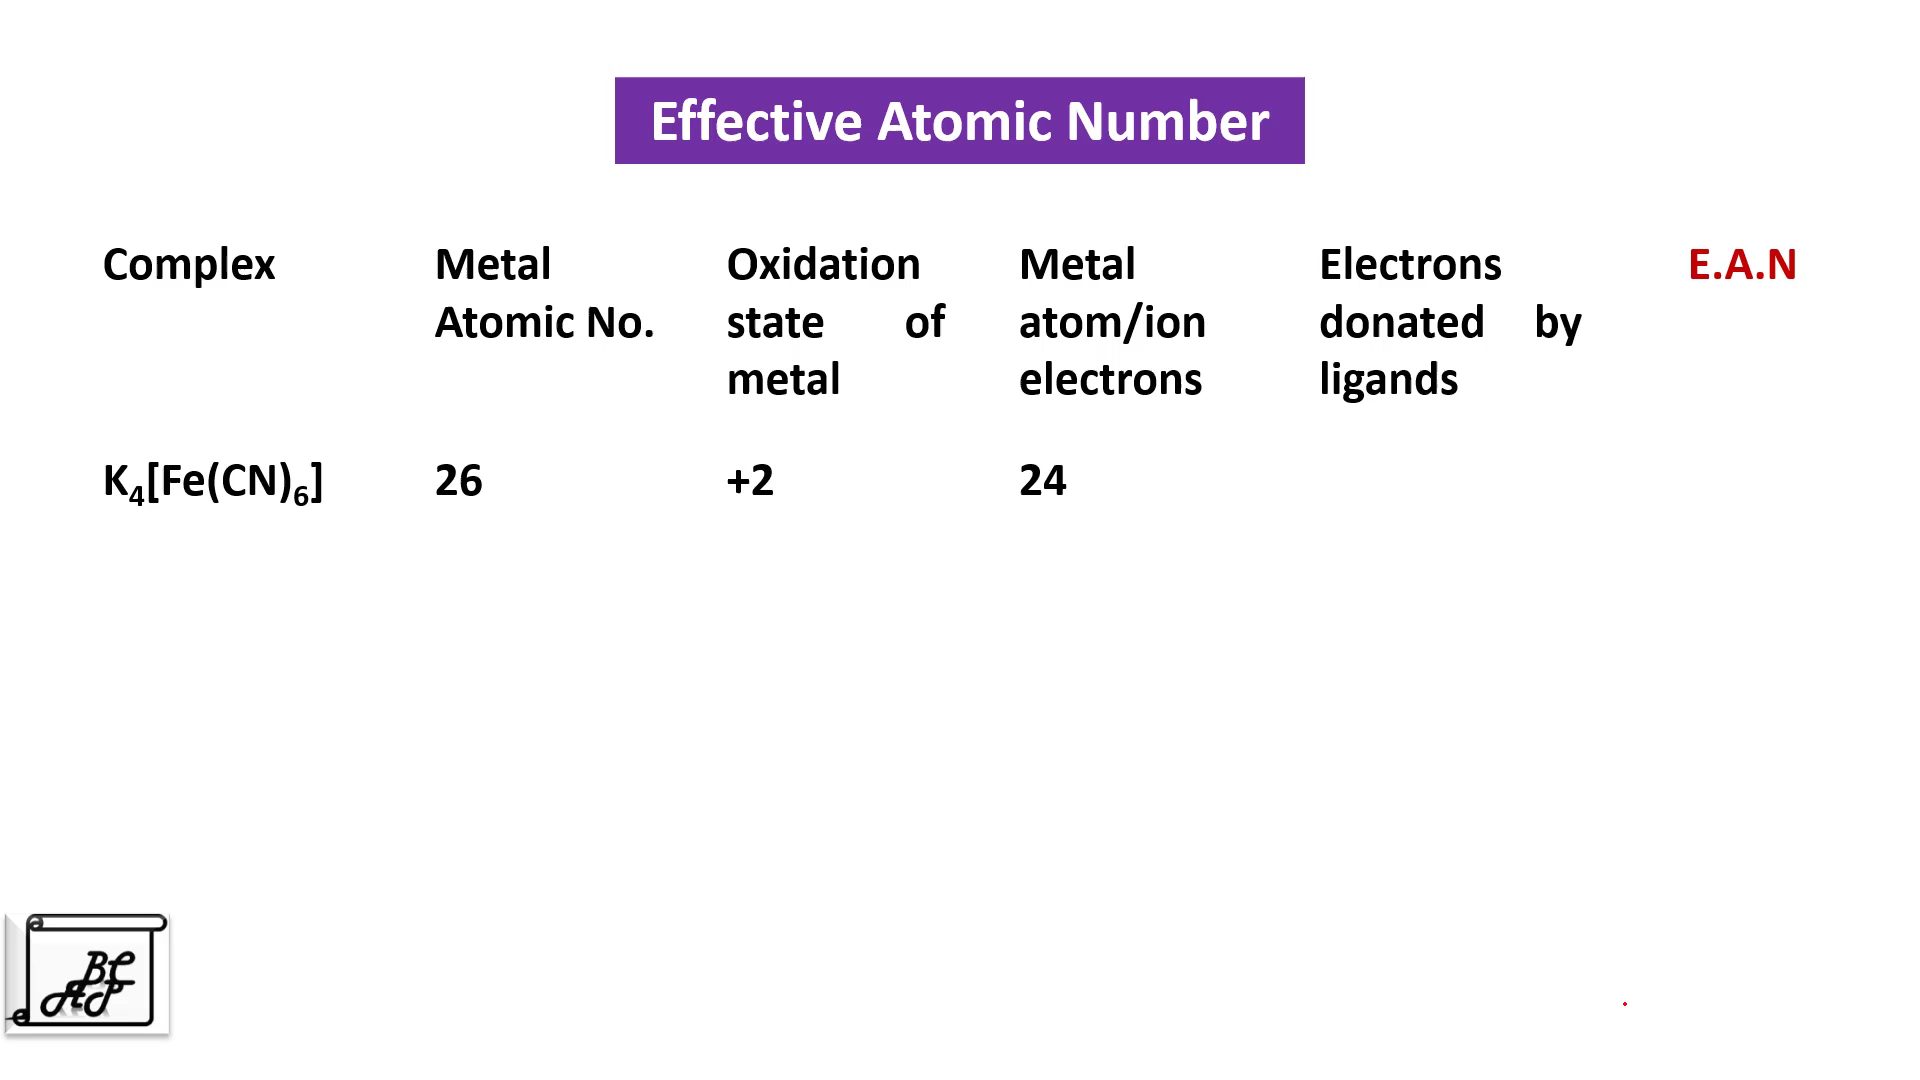 Effective Atomic Number
Complex Metal Atomic No. Oxidation state of metal Metal atom/ion electrons Electrons donated by ligands E.A.N
K₄[Fe(CN)₆] 26 +2 24